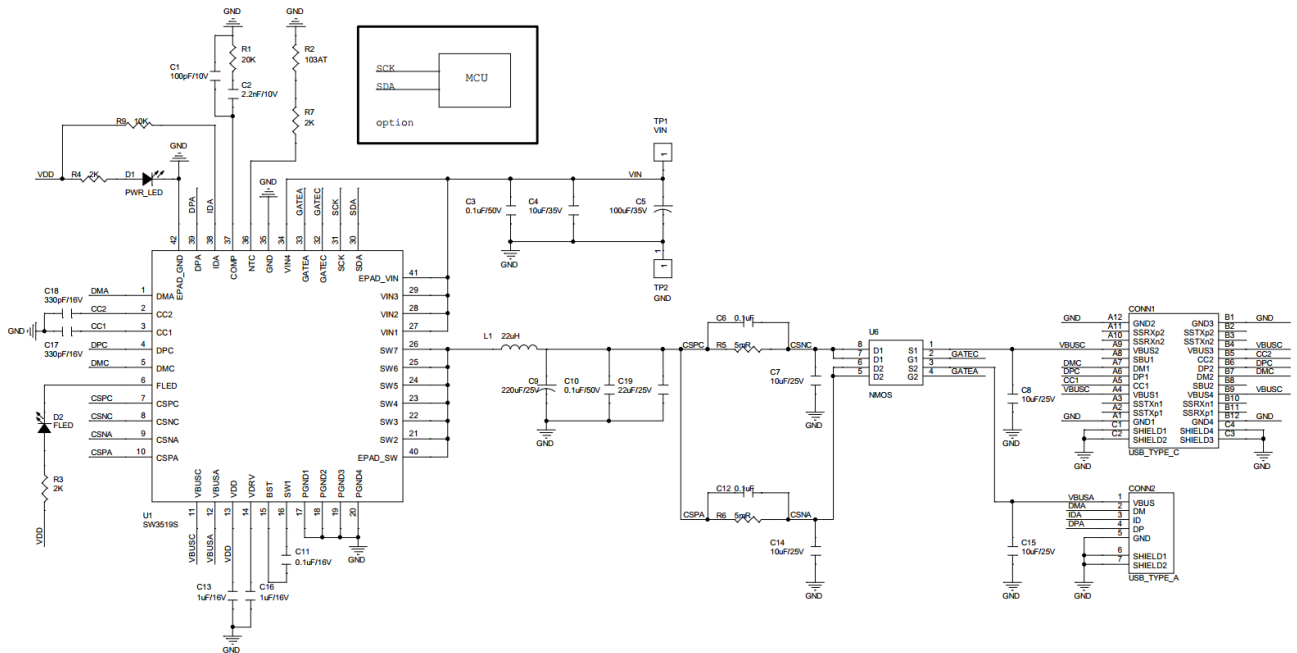 GND
GND
R1
20K
R2
103AT
C1
100pF/10V
C2
2.2nF/10V
R7
2K
SCK
SDA
MCU
option
R9
10K
GND
VDD
R4
2K
D1
PWR_LED
GND
TP1
VIN
1
VIN
DPA
IDA
GATEA
GATEC
SCK
SDA
C3
0.1uF/50V
C4
10uF/35V
C5
100uF/35V
GND
1
1
TP2
GND
42
39
38
37
36
35
34
33
32
31
30
EPAD_GND
DPA
IDA
COMP
NTC
GND
VIN4
GATEA
GATEC
SCK
SDA
C18
330pF/16V
GND
C17
330pF/16V
DMA
1
DMA
CC2
2
CC2
CC1
3
CC1
DPC
4
DPC
DMC
5
DMC
6
FLED
CSPC
7
CSPC
CSNC
8
CSNC
CSNA
9
CSNA
CSPA
10
CSPA
EPAD_VIN
41
VIN3
29
VIN2
28
VIN1
27
SW7
26
SW6
25
SW5
24
SW4
23
SW3
22
SW2
21
EPAD_SW
40
D2
FLED
R3
2K
VDD
U1
SW3519S
VBUSC
VBUSA
VDD
VDRV
BST
SW1
PGND1
PGND2
PGND3
PGND4
11
12
13
14
15
16
17
18
19
20
VBUSC
VBUSA
VDD
C11
0.1uF/16V
GND
C13
1uF/16V
C16
1uF/16V
GND
L1
22uH
C9
220uF/25V
C10
0.1uF/50V
C19
22uF/25V
GND
C6
0.1uF
CSPC
R5
5mR
CSNC
C7
10uF/25V
GND
C12
0.1uF
CSPA
R6
5mR
CSNA
C14
10uF/25V
GND
U6
8
D1
S1
1
7
D1
G1
2
GATEC
6
D2
S2
3
5
D2
G2
4
GATEA
NMOS
C8
10uF/25V
GND
C15
10uF/25V
GND
CONN1
GND
A12
GND2
GND3
B1
GND
A11
SSRXp2
SSTXp2
B2
A10
SSRXn2
SSTXn2
B3
VBUSC
A9
VBUS2
VBUS3
B4
VBUSC
A8
SBU1
CC2
B5
CC2
DMC
A7
DM1
DP2
B6
DPC
DPC
A6
DP1
DM2
B7
DMC
CC1
A5
CC1
SBU2
B8
VBUSC
A4
VBUS1
VBUS4
B9
VBUSC
A3
SSTXn1
SSRXn1
B10
A2
SSTXp1
SSRXp1
B11
GND
A1
GND1
GND4
B12
GND
C1
SHIELD1
SHIELD4
C4
C2
SHIELD2
SHIELD3
C3
USB_TYPE_C
GND
GND
CONN2
VBUSA
1
VBUS
DMA
2
DM
IDA
3
ID
DPA
4
DP
5
GND
6
SHIELD1
7
SHIELD2
USB_TYPE_A
GND